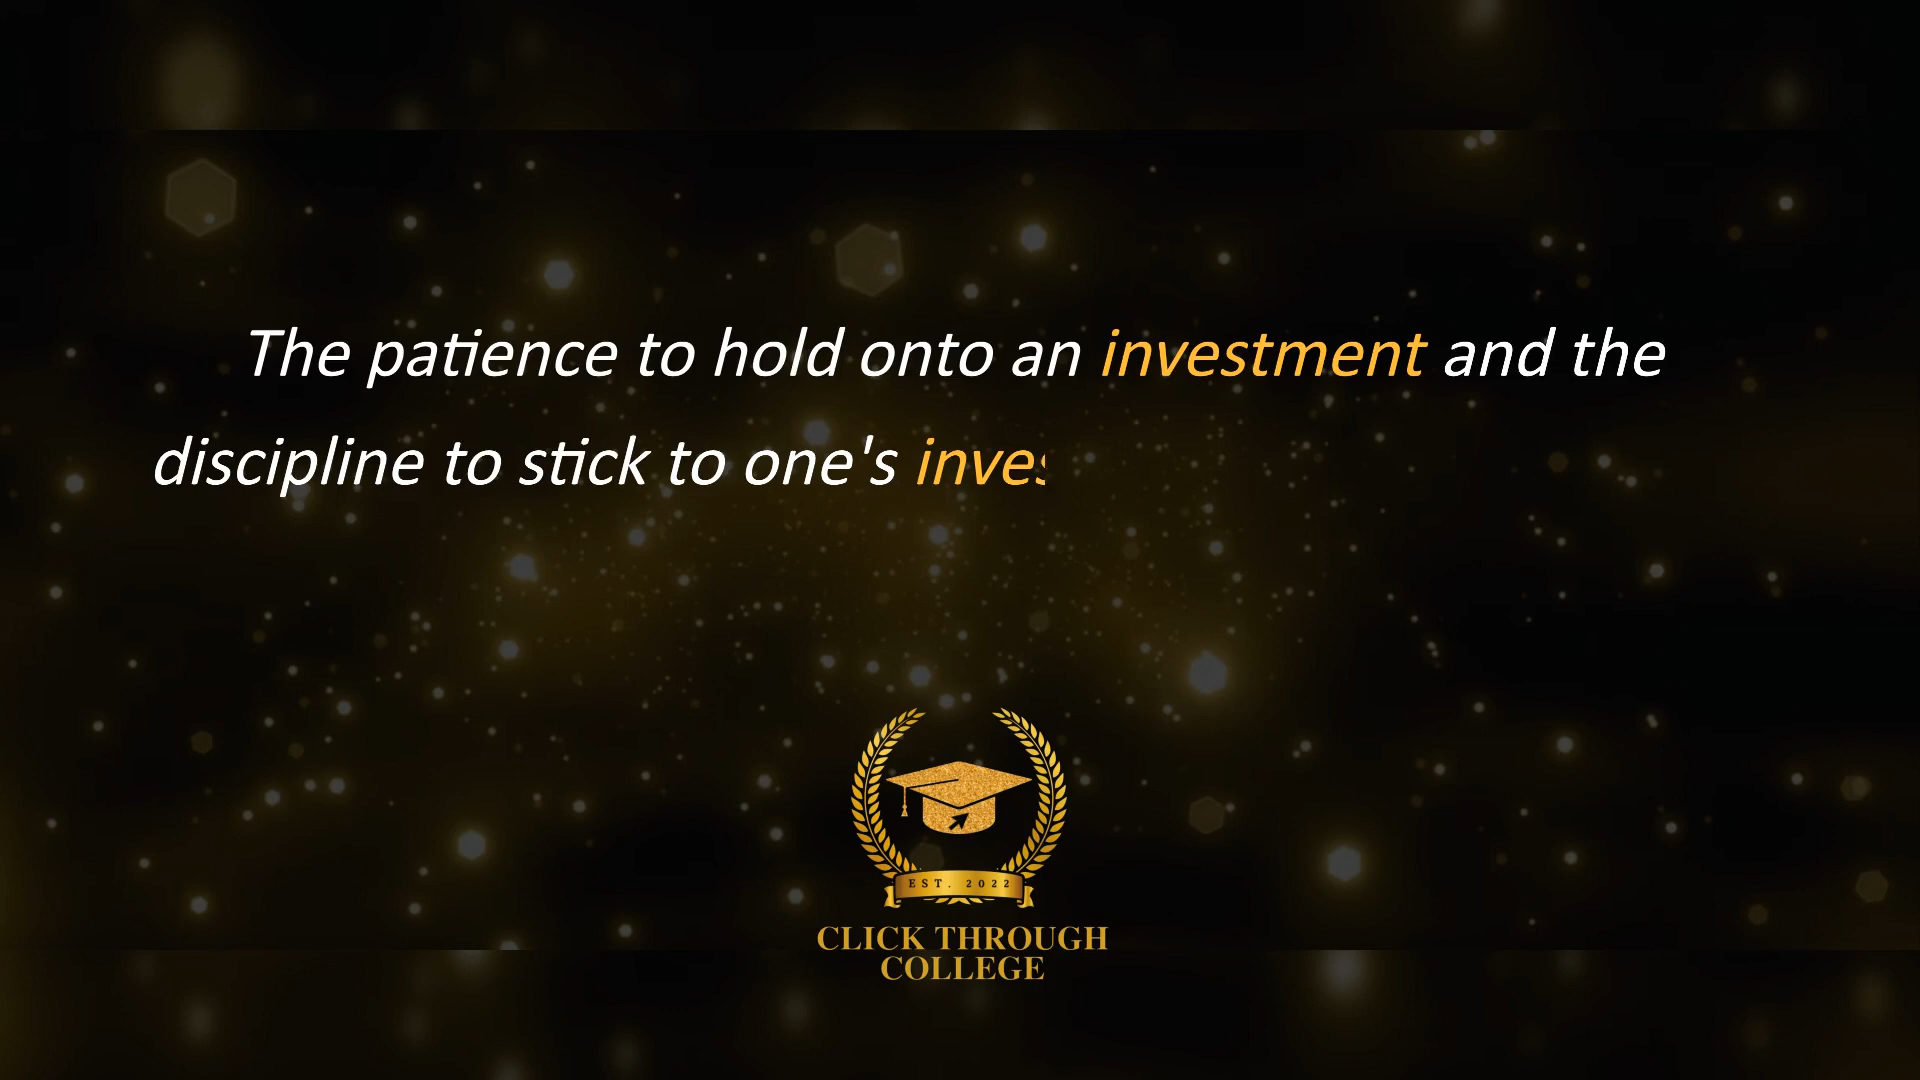 The patience to hold onto an investment and the
discipline to stick to one's inves
EST. 2022
CLICK THROUGH
COLLEGE